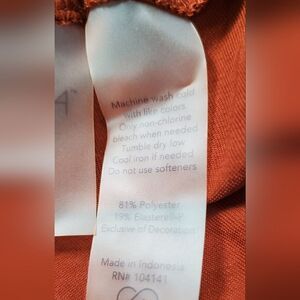 Machine wash cold
with like colors
Only non-chlorine
bleach when needed
Tumble dry low
Cool iron if needed
Do not use softeners
81% Polyester
19% Elasterell-P
Exclusive of Decoration
Made in Indonesia
RN# 104141